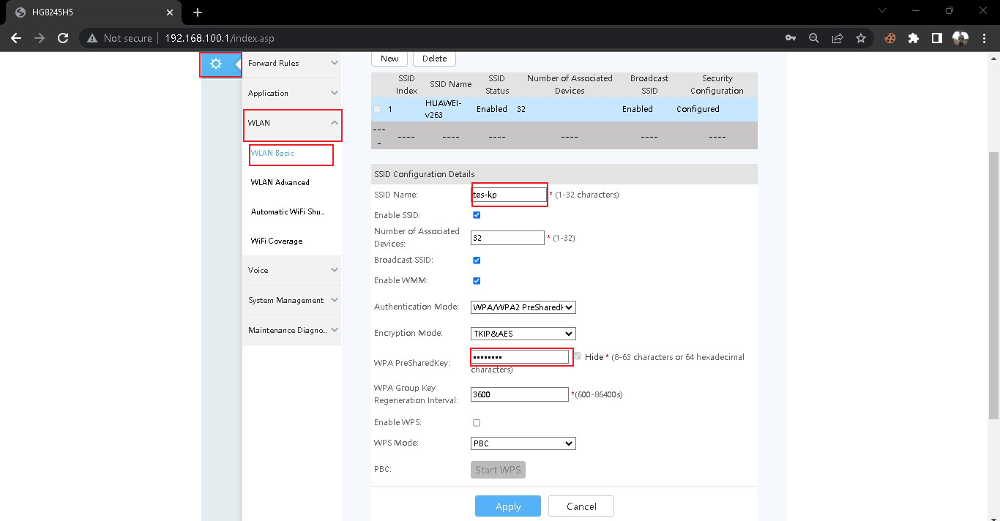 HG8245H5
Not secure
192.168.100.1/index.asp
Forward Rules
Application
WLAN
WLAN Basic
WLAN Advanced
Automatic WiFi Shu...
WiFi Coverage
Voice
System Management
Maintenance Diagno...
New
Delete
SSID Index
SSID Name
SSID Status
Number of Associated Devices
Broadcast SSID
Security Configuration
1
HUAWEI-v263
Enabled
32
Enabled
Configured
----
----
----
----
----
----
----
SSID Configuration Details
SSID Name:
tes-kp
* (1-32 characters)
Enable SSID:
Number of Associated Devices:
32
* (1-32)
Broadcast SSID:
Enable WMM:
Authentication Mode:
WPA/WPA2 PreSharedK
Encryption Mode:
TKIP&AES
WPA PreSharedKey:
••••••••
Hide * (8-63 characters or 64 hexadecimal characters)
WPA Group Key Regeneration Interval:
3600
*(600-86400s)
Enable WPS:
WPS Mode:
PBC
PBC:
Start WPS
Apply
Cancel